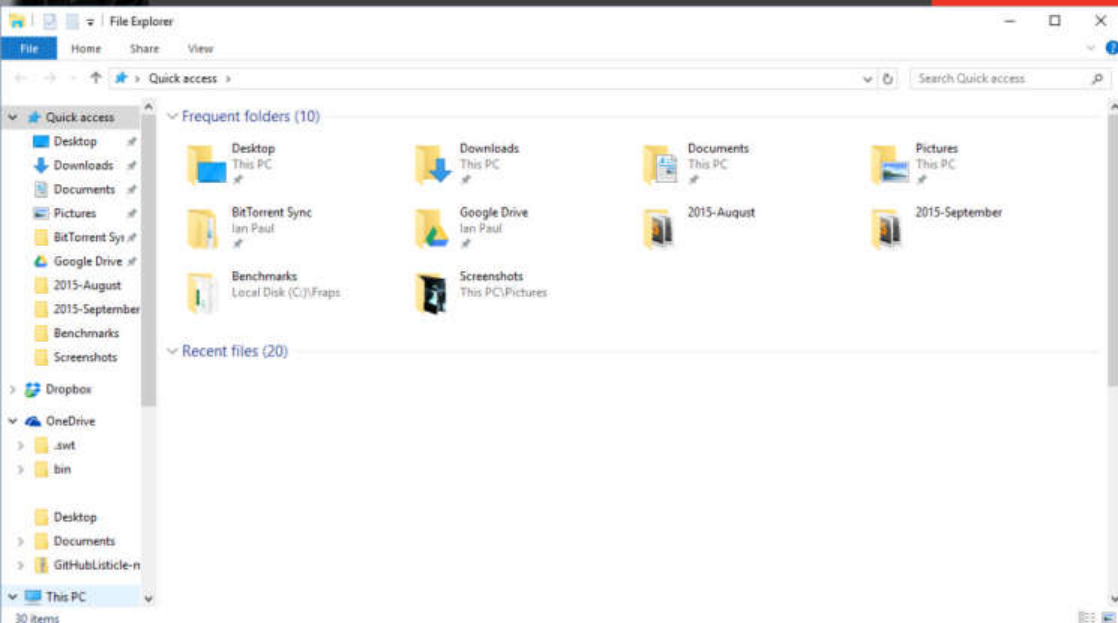 File Explorer
File Home Share View
Quick access
Search Quick access
Quick access
Desktop
Downloads
Documents
Pictures
BitTorrent Syn
Google Drive
2015-August
2015-September
Benchmarks
Screenshots
Dropbox
OneDrive
.swt
bin
Desktop
Documents
GitHubListicle-m
This PC
Frequent folders (10)
Desktop
This PC
Downloads
This PC
Documents
This PC
Pictures
This PC
BitTorrent Sync
Ian Paul
Google Drive
Ian Paul
2015-August
2015-September
Benchmarks
Local Disk (C:)\Fraps
Screenshots
This PC\Pictures
Recent files (20)
30 items